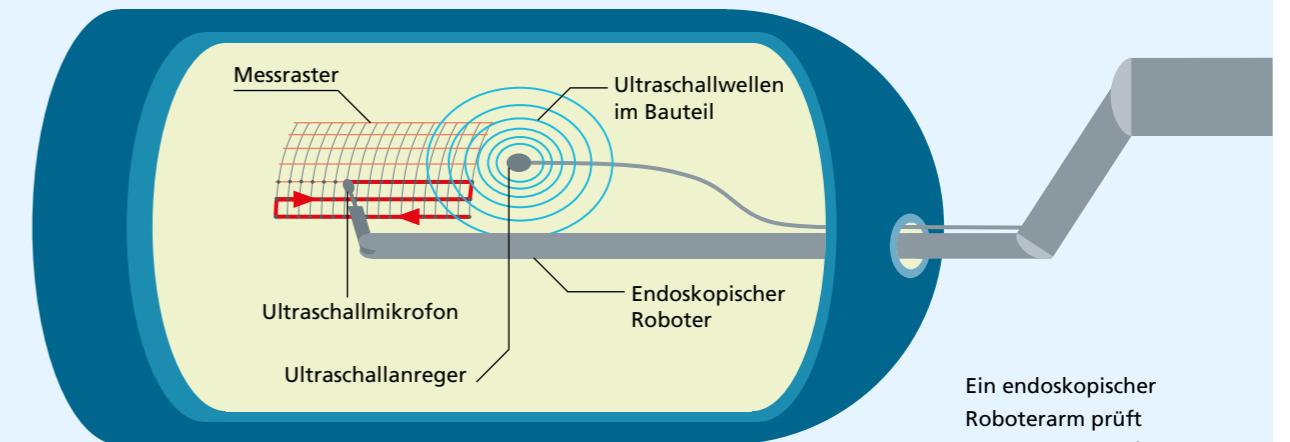 Messraster
Ultraschallwellen
im Bauteil
Ultraschallmikrofon
Endoskopischer
Roboter
Ultraschallanreger
Ein endoskopischer
Roboterarm prüft